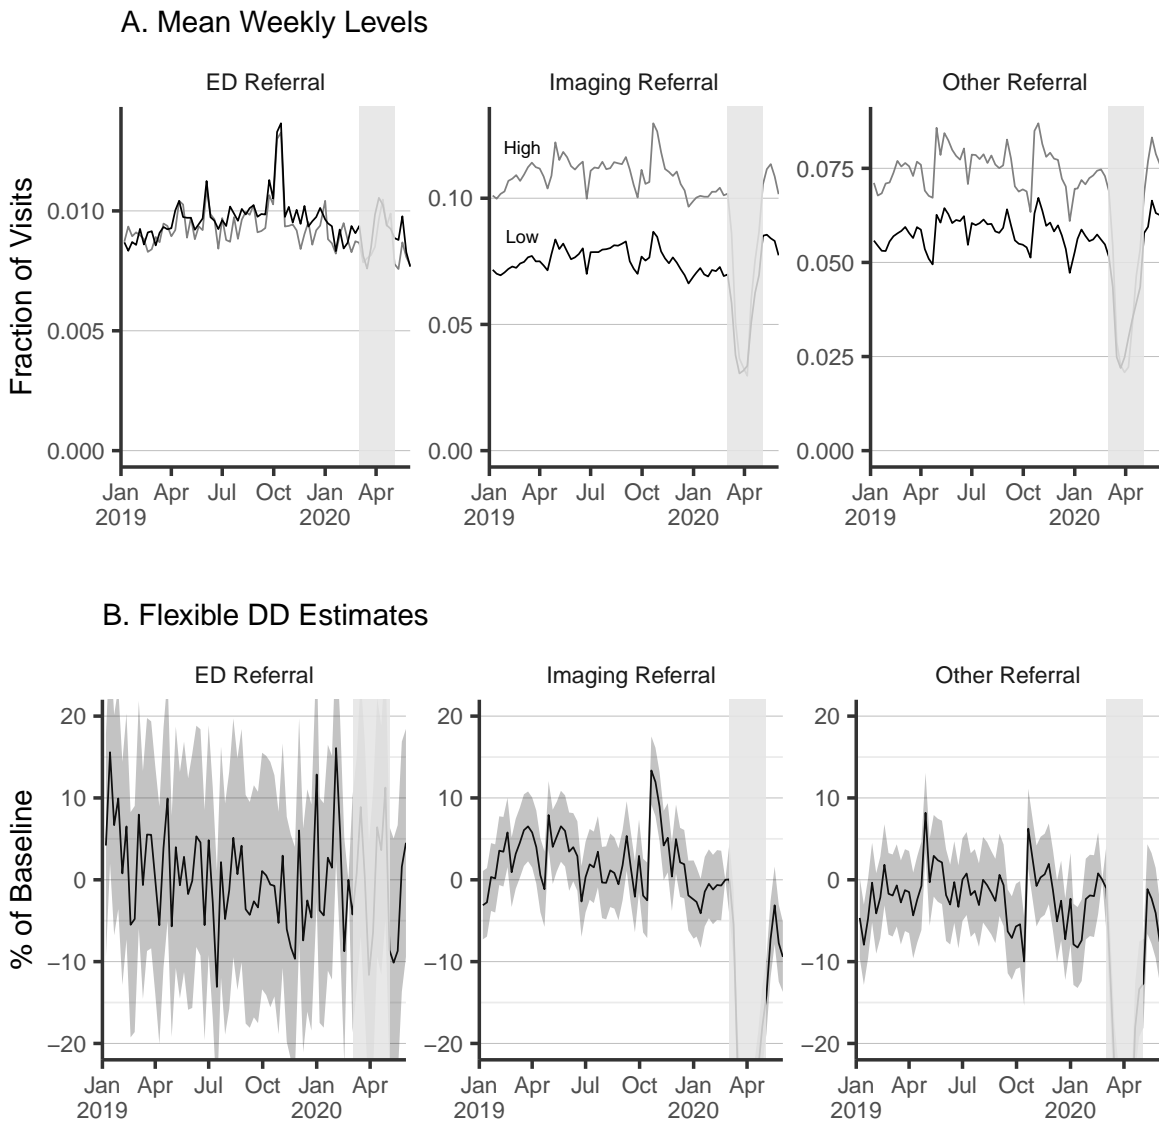 A. Mean Weekly Levels
ED Referral
Imaging Referral
Other Referral
Fraction of Visits
0.010
0.005
0.000
Jan Apr Jul Oct Jan Apr
2019 2020
High
Low
0.10
0.05
0.00
Jan Apr Jul Oct Jan Apr
2019 2020
0.075
0.050
0.025
0.000
Jan Apr Jul Oct Jan Apr
2019 2020
B. Flexible DD Estimates
ED Referral
Imaging Referral
Other Referral
% of Baseline
20
10
0
−10
−20
Jan Apr Jul Oct Jan Apr
2019 2020
20
10
0
−10
−20
Jan Apr Jul Oct Jan Apr
2019 2020
20
10
0
−10
−20
Jan Apr Jul Oct Jan Apr
2019 2020